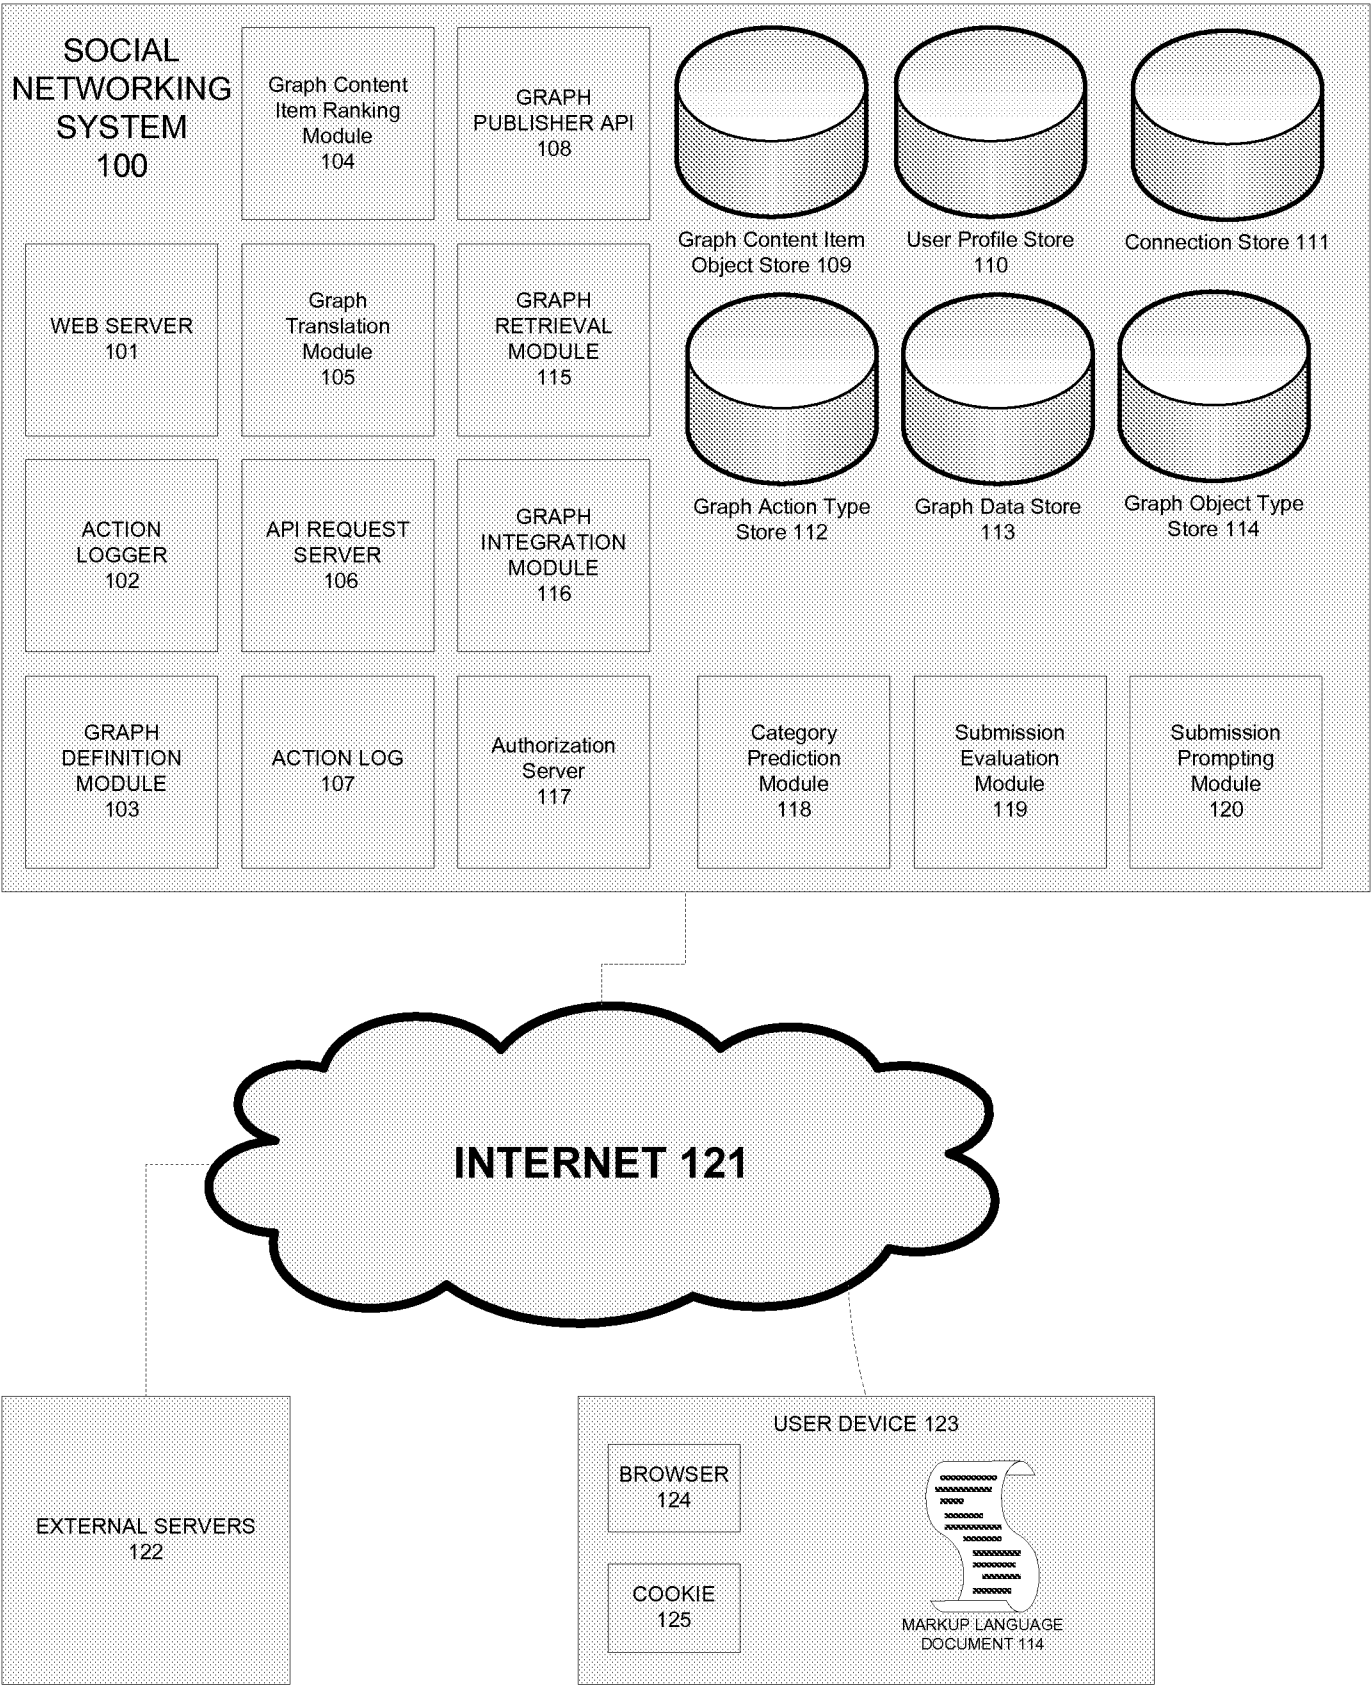 SOCIAL
NETWORKING
SYSTEM
100
Graph Content
Item Ranking
Module
104
GRAPH
PUBLISHER API
108
Graph Content Item
Object Store 109
User Profile Store
110
Connection Store 111
WEB SERVER
101
Graph
Translation
Module
105
GRAPH
RETRIEVAL
MODULE
115
Graph Action Type
Store 112
Graph Data Store
113
Graph Object Type
Store 114
ACTION
LOGGER
102
API REQUEST
SERVER
106
GRAPH
INTEGRATION
MODULE
116
GRAPH
DEFINITION
MODULE
103
ACTION LOG
107
Authorization
Server
117
Category
Prediction
Module
118
Submission
Evaluation
Module
119
Submission
Prompting
Module
120
INTERNET 121
EXTERNAL SERVERS
122
USER DEVICE 123
BROWSER
124
COOKIE
125
MARKUP LANGUAGE
DOCUMENT 114